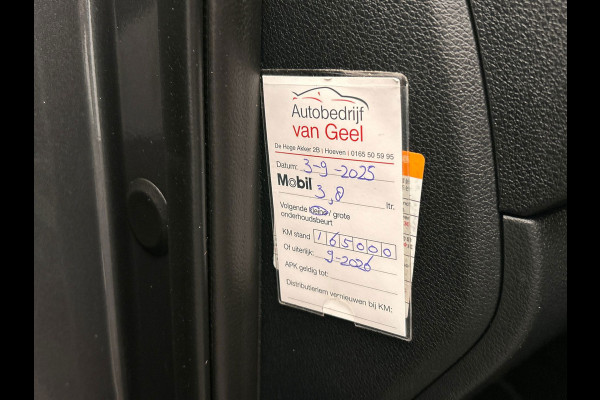 Autobedrijf
van Geel
De Hoge Akker 2B | Hoeven | 0165 50 59 95
Datum: 3-9-2025
Mobil 3,8 ltr.
Volgende kleine / grote
onderhoudsbeurt
KM stand 165000
Of uiterlijk: 9-2026
APK geldig tot:
Distributieriem vernieuwen bij KM: